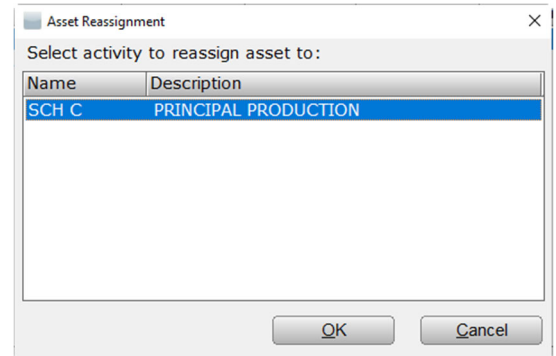 Asset Reassignment
Select activity to reassign asset to:
Name Description
SCH C PRINCIPAL PRODUCTION
OK Cancel